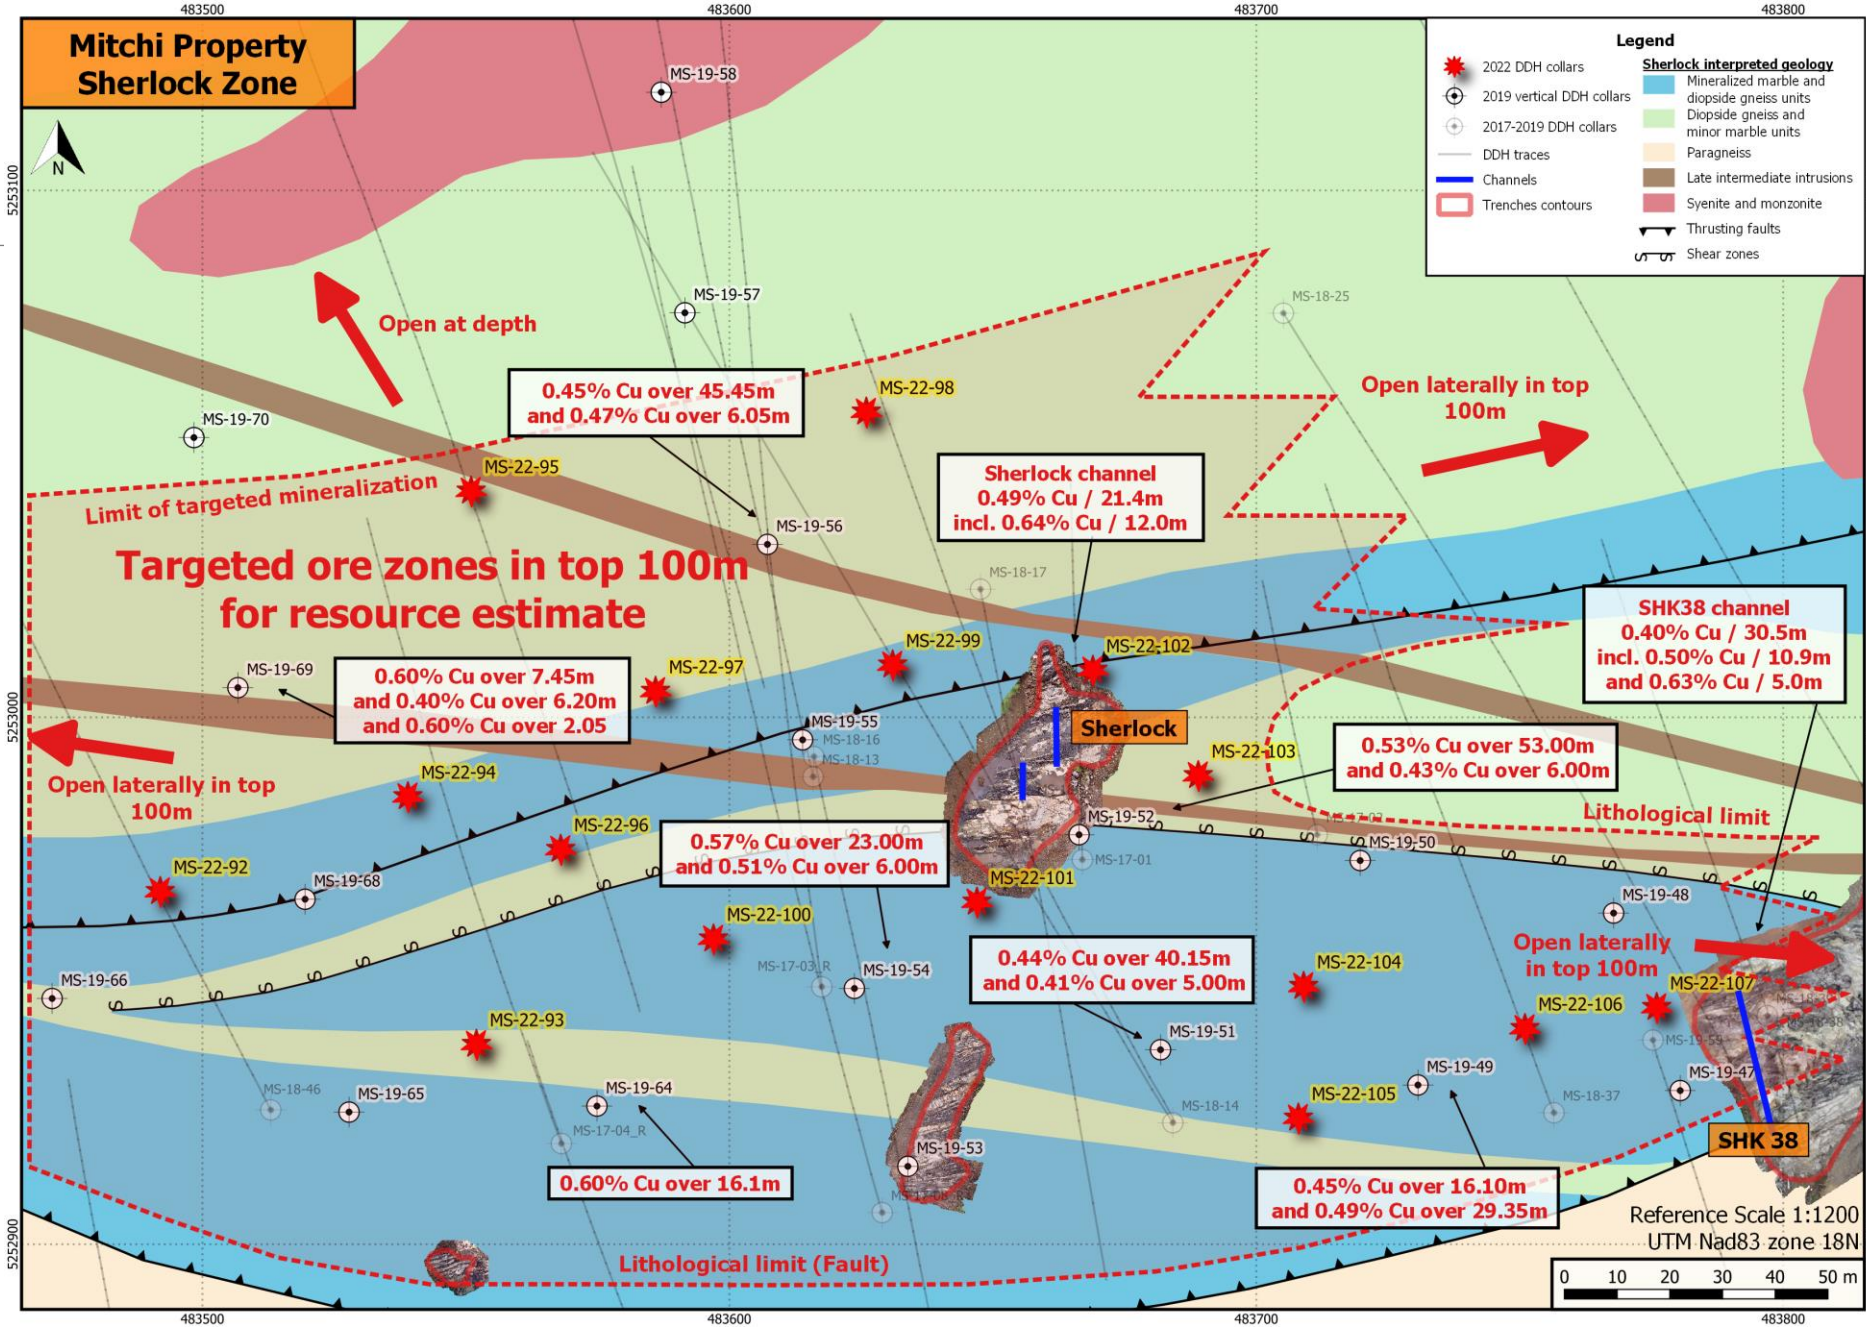 483500
483600
483700
483800
Mitchi Property
Sherlock Zone
N
5253100
5253000
5252900
Legend
2022 DDH collars
2019 vertical DDH collars
2017-2019 DDH collars
DDH traces
Channels
Trenches contours
Sherlock interpreted geology
Mineralized marble and
diopside gneiss units
Diopside gneiss and
minor marble units
Paragneiss
Late intermediate intrusions
Syenite and monzonite
Thrusting faults
S S Shear zones
MS-19-58
MS-19-57
MS-18-25
Open at depth
0.45% Cu over 45.45m
and 0.47% Cu over 6.05m
MS-22-98
Open laterally in top
100m
MS-19-70
MS-22-95
Limit of targeted mineralization
Sherlock channel
0.49% Cu / 21.4m
incl. 0.64% Cu / 12.0m
MS-19-56
Targeted ore zones in top 100m
for resource estimate
MS-18-17
SHK38 channel
0.40% Cu / 30.5m
incl. 0.50% Cu / 10.9m
and 0.63% Cu / 5.0m
MS-22-99
MS-22-102
MS-19-69
MS-22-97
0.60% Cu over 7.45m
and 0.40% Cu over 6.20m
and 0.60% Cu over 2.05
MS-19-55
MS-18-16
MS-18-13
Sherlock
MS-22-103
0.53% Cu over 53.00m
and 0.43% Cu over 6.00m
Open laterally in top
100m
MS-22-94
Lithological limit
MS-22-96
MS-19-52
MS-17-01
MS-19-50
0.57% Cu over 23.00m
and 0.51% Cu over 6.00m
MS-22-92
MS-19-68
MS-22-101
MS-19-48
MS-22-100
Open laterally
in top 100m
0.44% Cu over 40.15m
and 0.41% Cu over 5.00m
MS-17-03_R
MS-19-54
MS-22-104
MS-22-107
MS-19-66
MS-22-106
MS-22-93
MS-19-51
MS-19-59
MS-19-49
MS-19-47
MS-18-46
MS-19-65
MS-19-64
MS-18-14
MS-22-105
MS-18-37
MS-17-04_R
MS-19-53
SHK 38
0.60% Cu over 16.1m
0.45% Cu over 16.10m
and 0.49% Cu over 29.35m
Lithological limit (Fault)
Reference Scale 1:1200
UTM Nad83 zone 18N
0 10 20 30 40 50 m
483500
483600
483700
483800